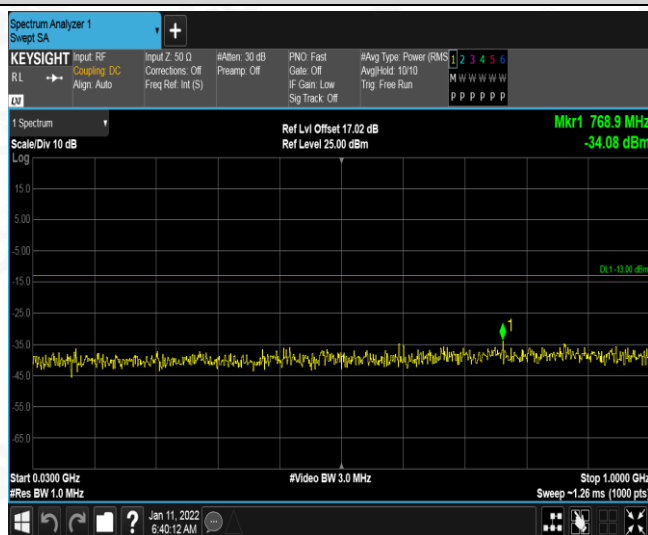 Spectrum Analyzer 1
Swept SA
+
KEYSIGHT
RL
LXI
Input: RF
Coupling: DC
Align: Auto
Input Z: 50 Ω
Corrections: Off
Freq Ref: Int (S)
#Atten: 30 dB
Preamp: Off
PNO: Fast
Gate: Off
IF Gain: Low
Sig Track: Off
#Avg Type: Power (RMS
Avg|Hold: 10/10
Trig: Free Run
1 2 3 4 5 6
M W W W W W
P P P P P P
1 Spectrum
Scale/Div 10 dB
Ref Lvl Offset 17.02 dB
Ref Level 25.00 dBm
Mkr1 768.9 MHz
-34.08 dBm
Log
15.0
5.00
-5.00
-15.0
-25.0
-35.0
-45.0
-55.0
-65.0
DL1 -13.00 dBm
1
Start 0.0300 GHz
#Res BW 1.0 MHz
#Video BW 3.0 MHz
Stop 1.0000 GHz
Sweep ~1.26 ms (1000 pts)
?
Jan 11, 2022
6:40:12 AM